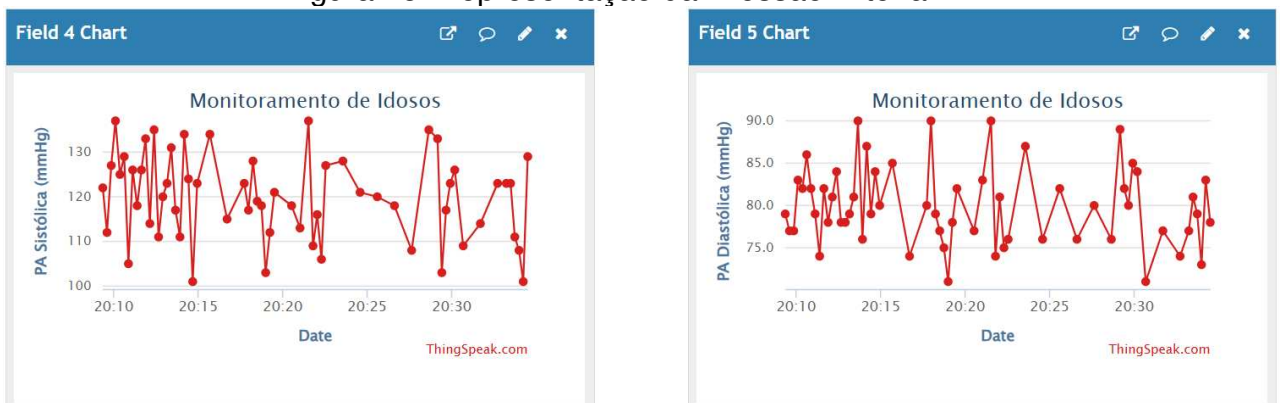 Field 4 Chart
Monitoramento de Idosos
PA Sistólica (mmHg)
130
120
110
100
20:10 20:15 20:20 20:25 20:30
Date
ThingSpeak.com
Field 5 Chart
Monitoramento de Idosos
PA Diastólica (mmHg)
90.0
85.0
80.0
75.0
20:10 20:15 20:20 20:25 20:30
Date
ThingSpeak.com